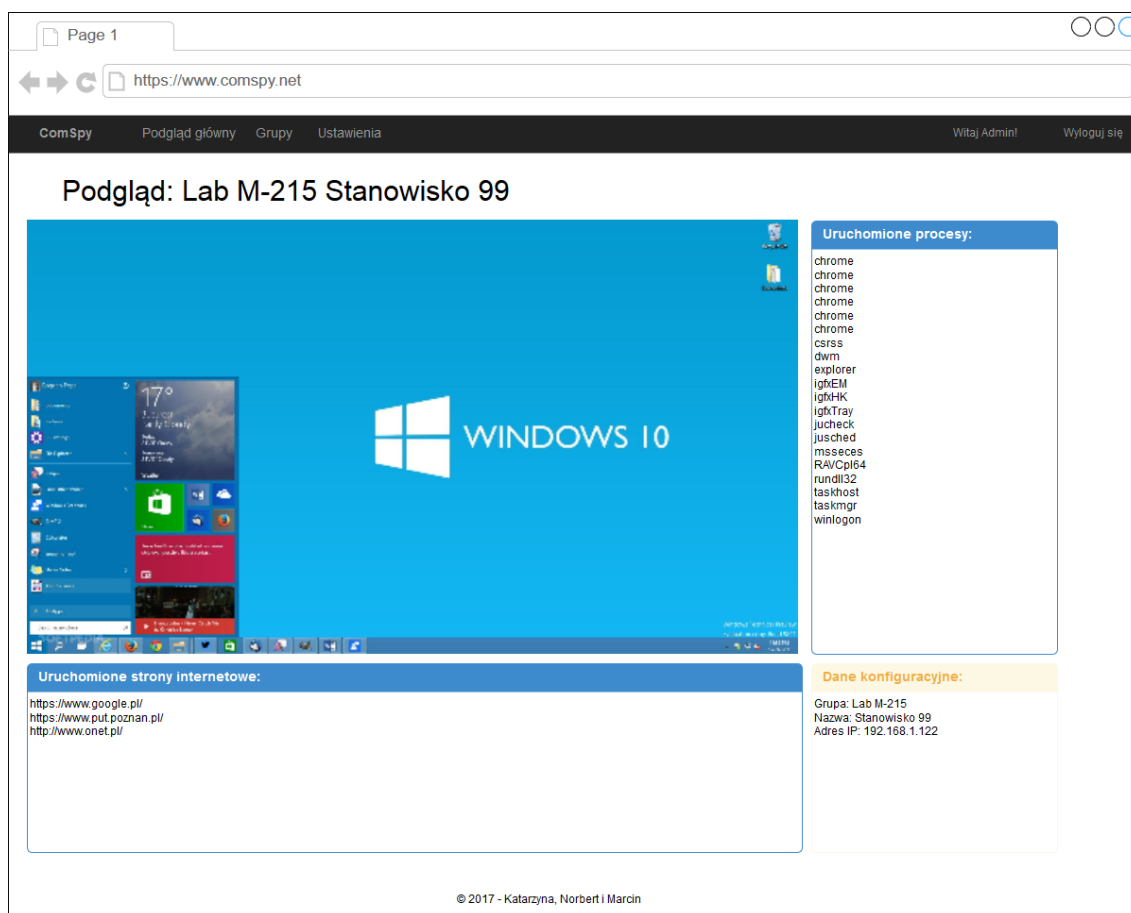 Page 1
https://www.comspy.net
ComSpy Podgląd główny Grupy Ustawienia Witaj Admin! Wyloguj się
Podgląd: Lab M-215 Stanowisko 99
17°
WINDOWS 10
Uruchomione procesy:
chrome
chrome
chrome
chrome
chrome
chrome
csrss
dwm
explorer
igfxEM
igfxHK
igfxTray
jucheck
jusched
msseces
RAVCpl64
rundll32
taskhost
taskmgr
winlogon
Uruchomione strony internetowe:
https://www.google.pl/
https://www.put.poznan.pl/
http://www.onet.pl/
Dane konfiguracyjne:
Grupa: Lab M-215
Nazwa: Stanowisko 99
Adres IP: 192.168.1.122
© 2017 - Katarzyna, Norbert i Marcin